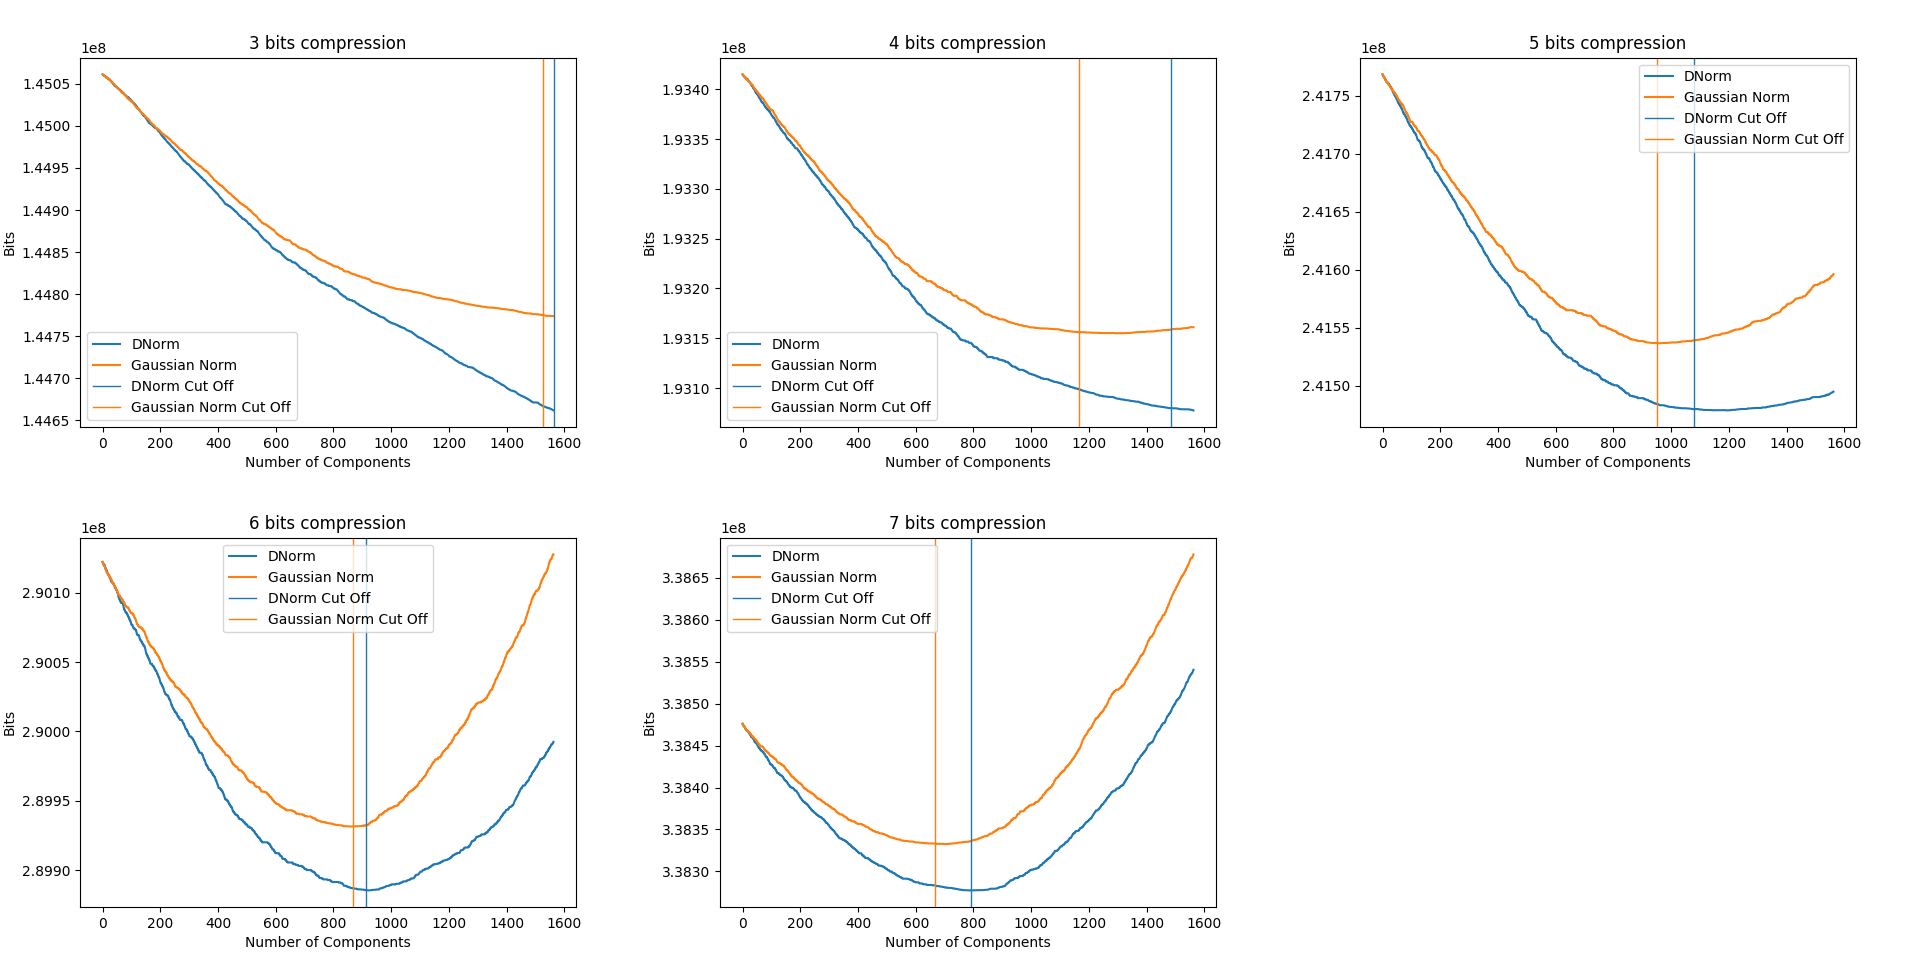 3 bits compression
1e8
1.4505
1.4500
1.4495
1.4490
1.4485
1.4480
1.4475
1.4470
1.4465
Bits
DNorm
Gaussian Norm
DNorm Cut Off
Gaussian Norm Cut Off
0 200 400 600 800 1000 1200 1400 1600
Number of Components
4 bits compression
1e8
1.9340
1.9335
1.9330
1.9325
1.9320
1.9315
1.9310
Bits
DNorm
Gaussian Norm
DNorm Cut Off
Gaussian Norm Cut Off
0 200 400 600 800 1000 1200 1400 1600
Number of Components
5 bits compression
1e8
2.4175
2.4170
2.4165
2.4160
2.4155
2.4150
Bits
DNorm
Gaussian Norm
DNorm Cut Off
Gaussian Norm Cut Off
0 200 400 600 800 1000 1200 1400 1600
Number of Components
6 bits compression
1e8
2.9010
2.9005
2.9000
2.8995
2.8990
Bits
DNorm
Gaussian Norm
DNorm Cut Off
Gaussian Norm Cut Off
0 200 400 600 800 1000 1200 1400 1600
Number of Components
7 bits compression
1e8
3.3865
3.3860
3.3855
3.3850
3.3845
3.3840
3.3835
3.3830
Bits
DNorm
Gaussian Norm
DNorm Cut Off
Gaussian Norm Cut Off
0 200 400 600 800 1000 1200 1400 1600
Number of Components